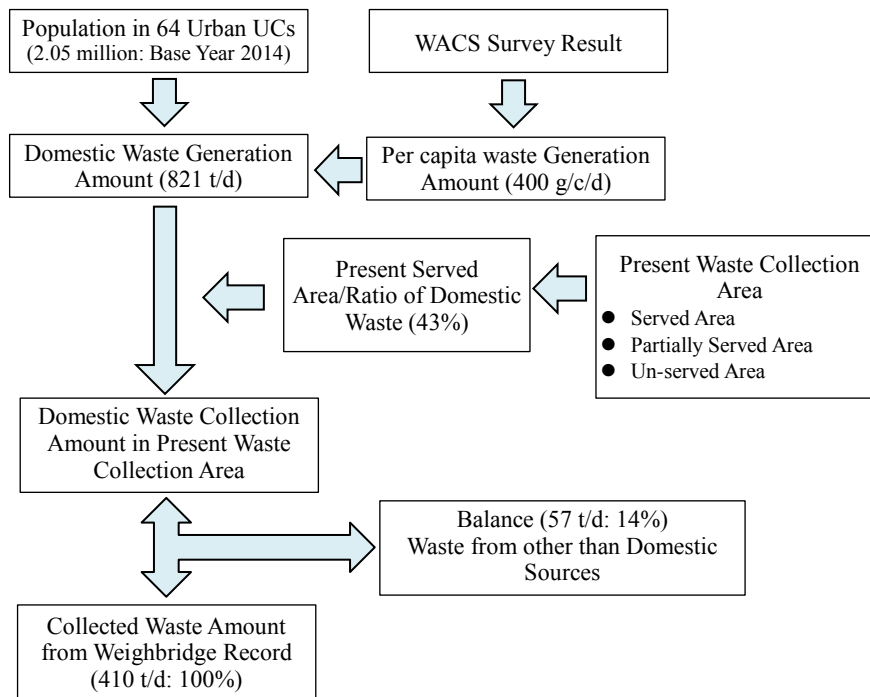 Population in 64 Urban UCs
(2.05 million: Base Year 2014)
WACS Survey Result
Domestic Waste Generation
Amount (821 t/d)
Per capita waste Generation
Amount (400 g/c/d)
Present Served
Area/Ratio of Domestic
Waste (43%)
Present Waste Collection
Area
● Served Area
● Partially Served Area
● Un-served Area
Domestic Waste Collection
Amount in Present Waste
Collection Area
Balance (57 t/d: 14%)
Waste from other than Domestic
Sources
Collected Waste Amount
from Weighbridge Record
(410 t/d: 100%)